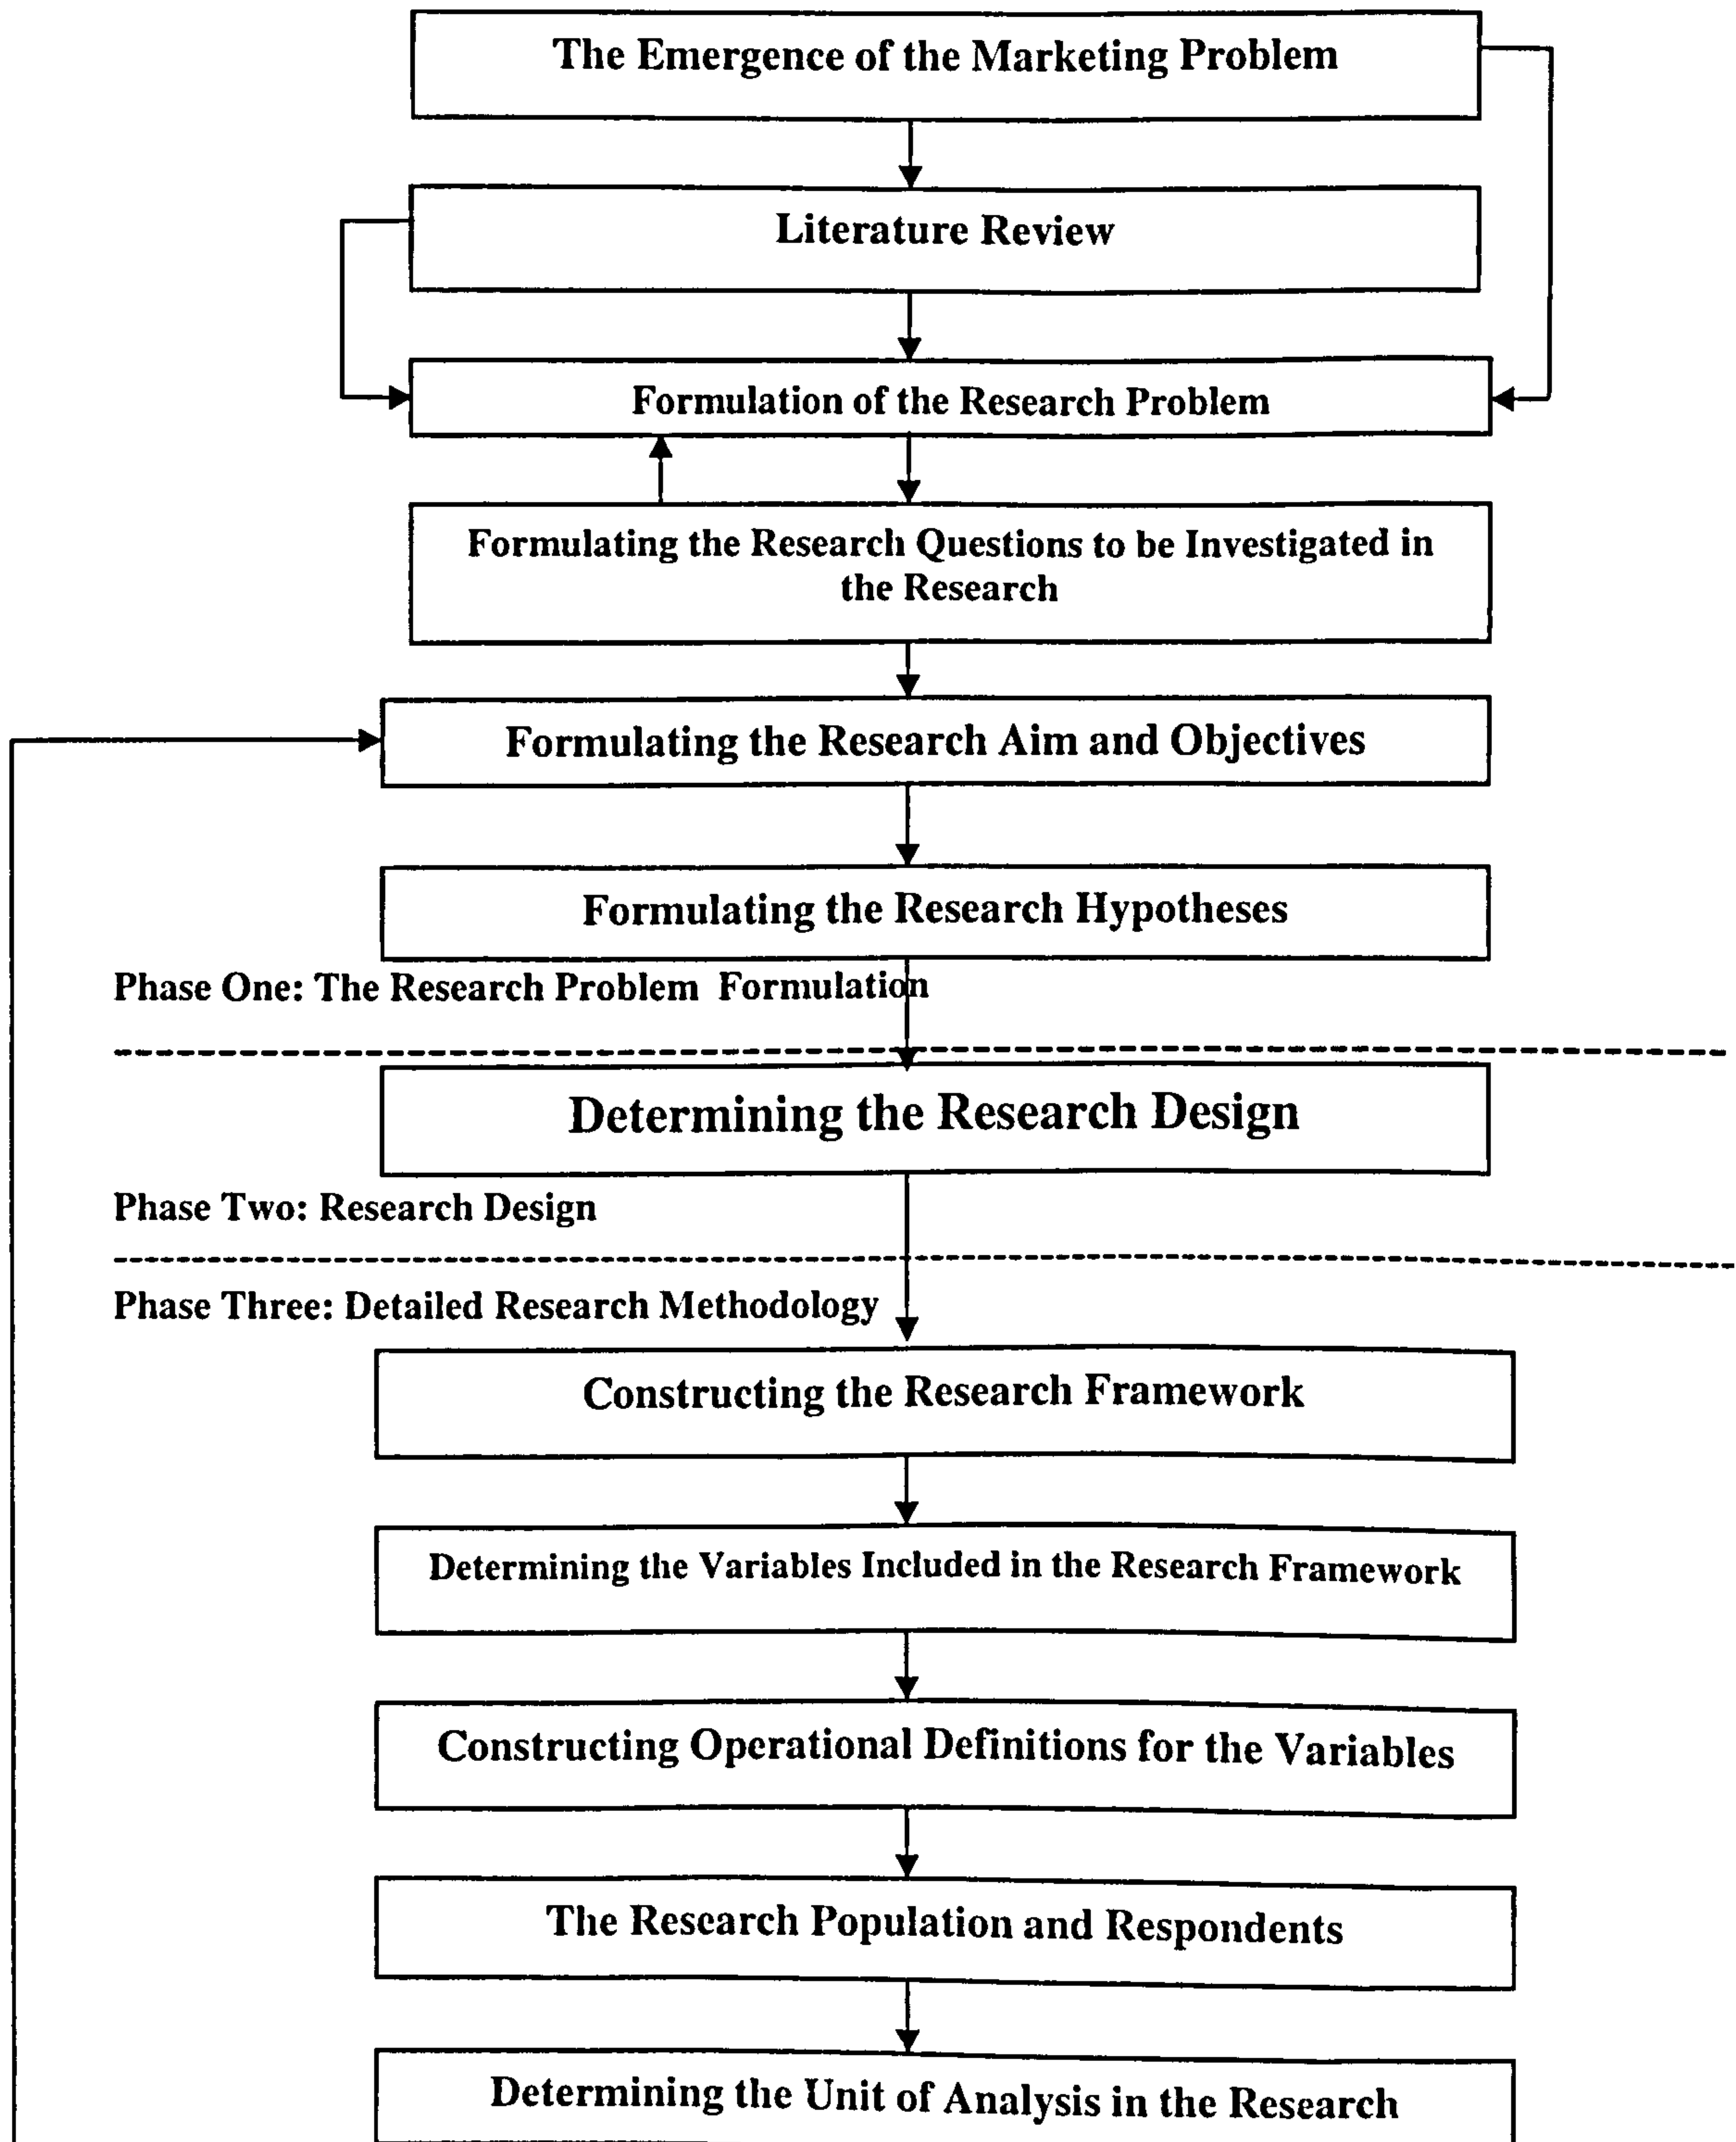 The Emergence of the Marketing Problem
Literature Review
Formulation of the Research Problem
Formulating the Research Questions to be Investigated in
the Research
Formulating the Research Aim and Objectives
Formulating the Research Hypotheses
Phase One: The Research Problem Formulation
Determining the Research Design
Phase Two: Research Design
Phase Three: Detailed Research Methodology
Constructing the Research Framework
Determining the Variables Included in the Research Framework
Constructing Operational Definitions for the Variables
The Research Population and Respondents
Determining the Unit of Analysis in the Research